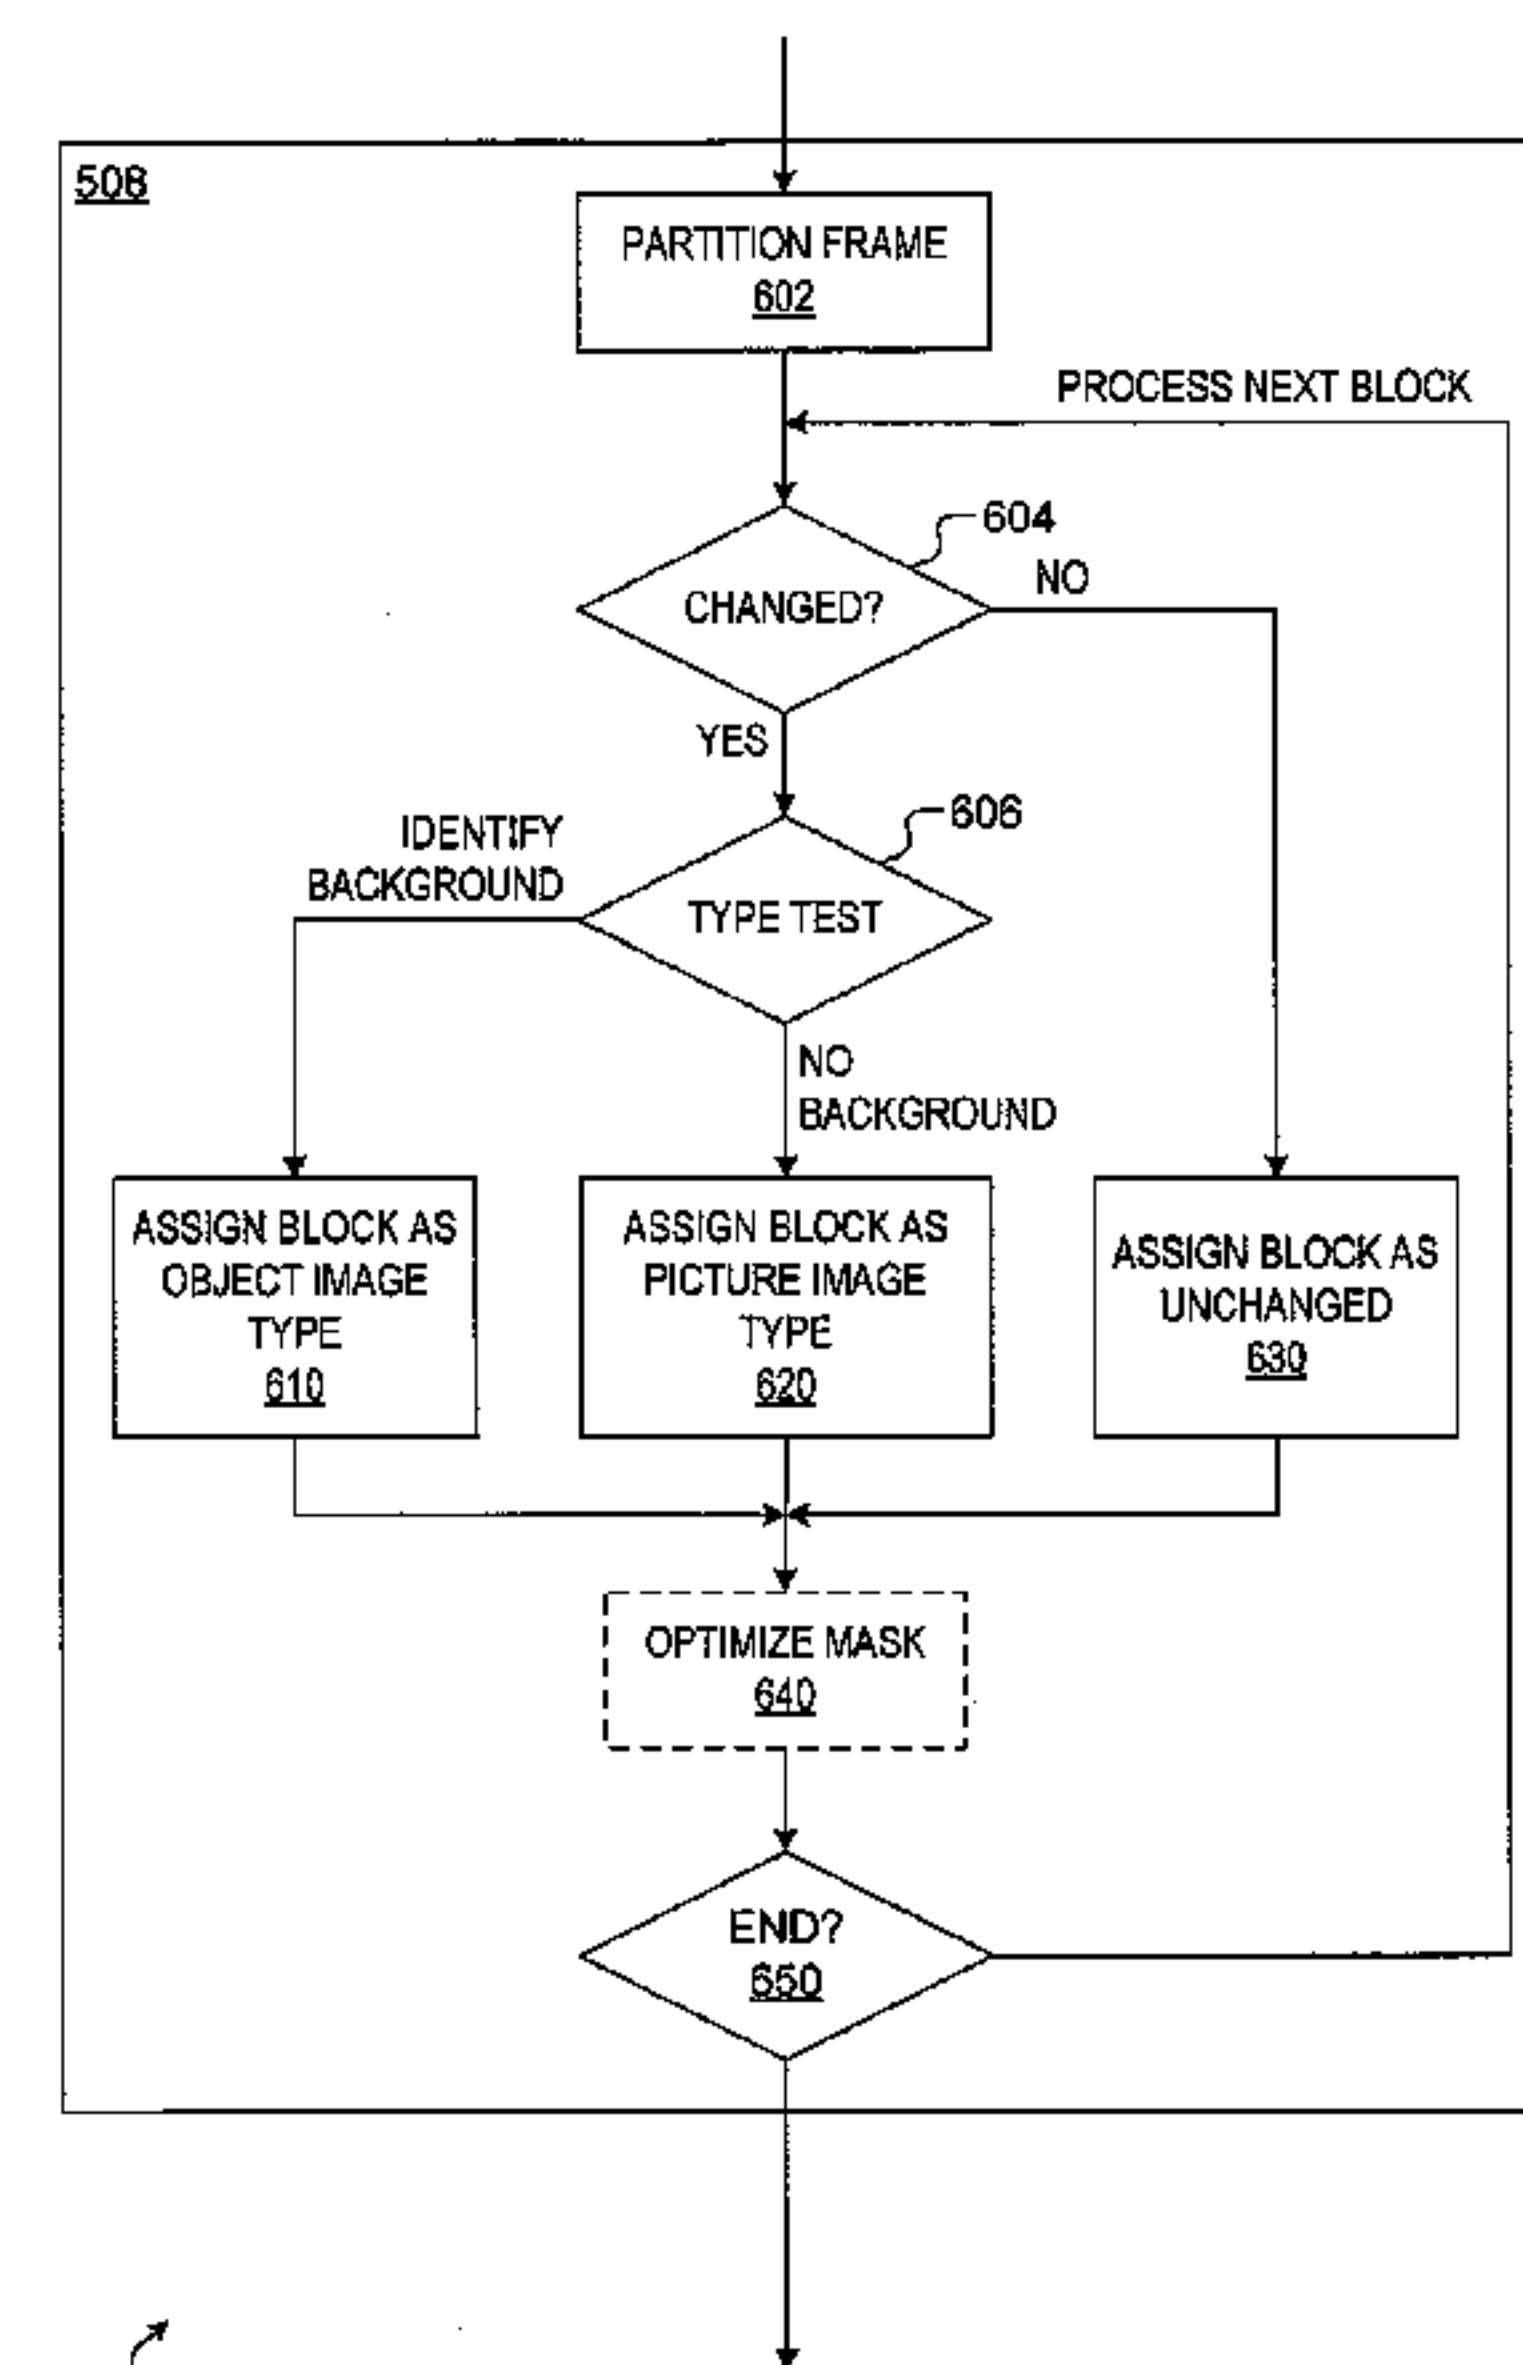 508
PARTITION FRAME
602
PROCESS NEXT BLOCK
604
CHANGED?
NO
YES
606
IDENTIFY
BACKGROUND
TYPE TEST
NO
BACKGROUND
ASSIGN BLOCK AS
OBJECT IMAGE
TYPE
610
ASSIGN BLOCK AS
PICTURE IMAGE
TYPE
620
ASSIGN BLOCK AS
UNCHANGED
630
OPTIMIZE MASK
640
END?
650